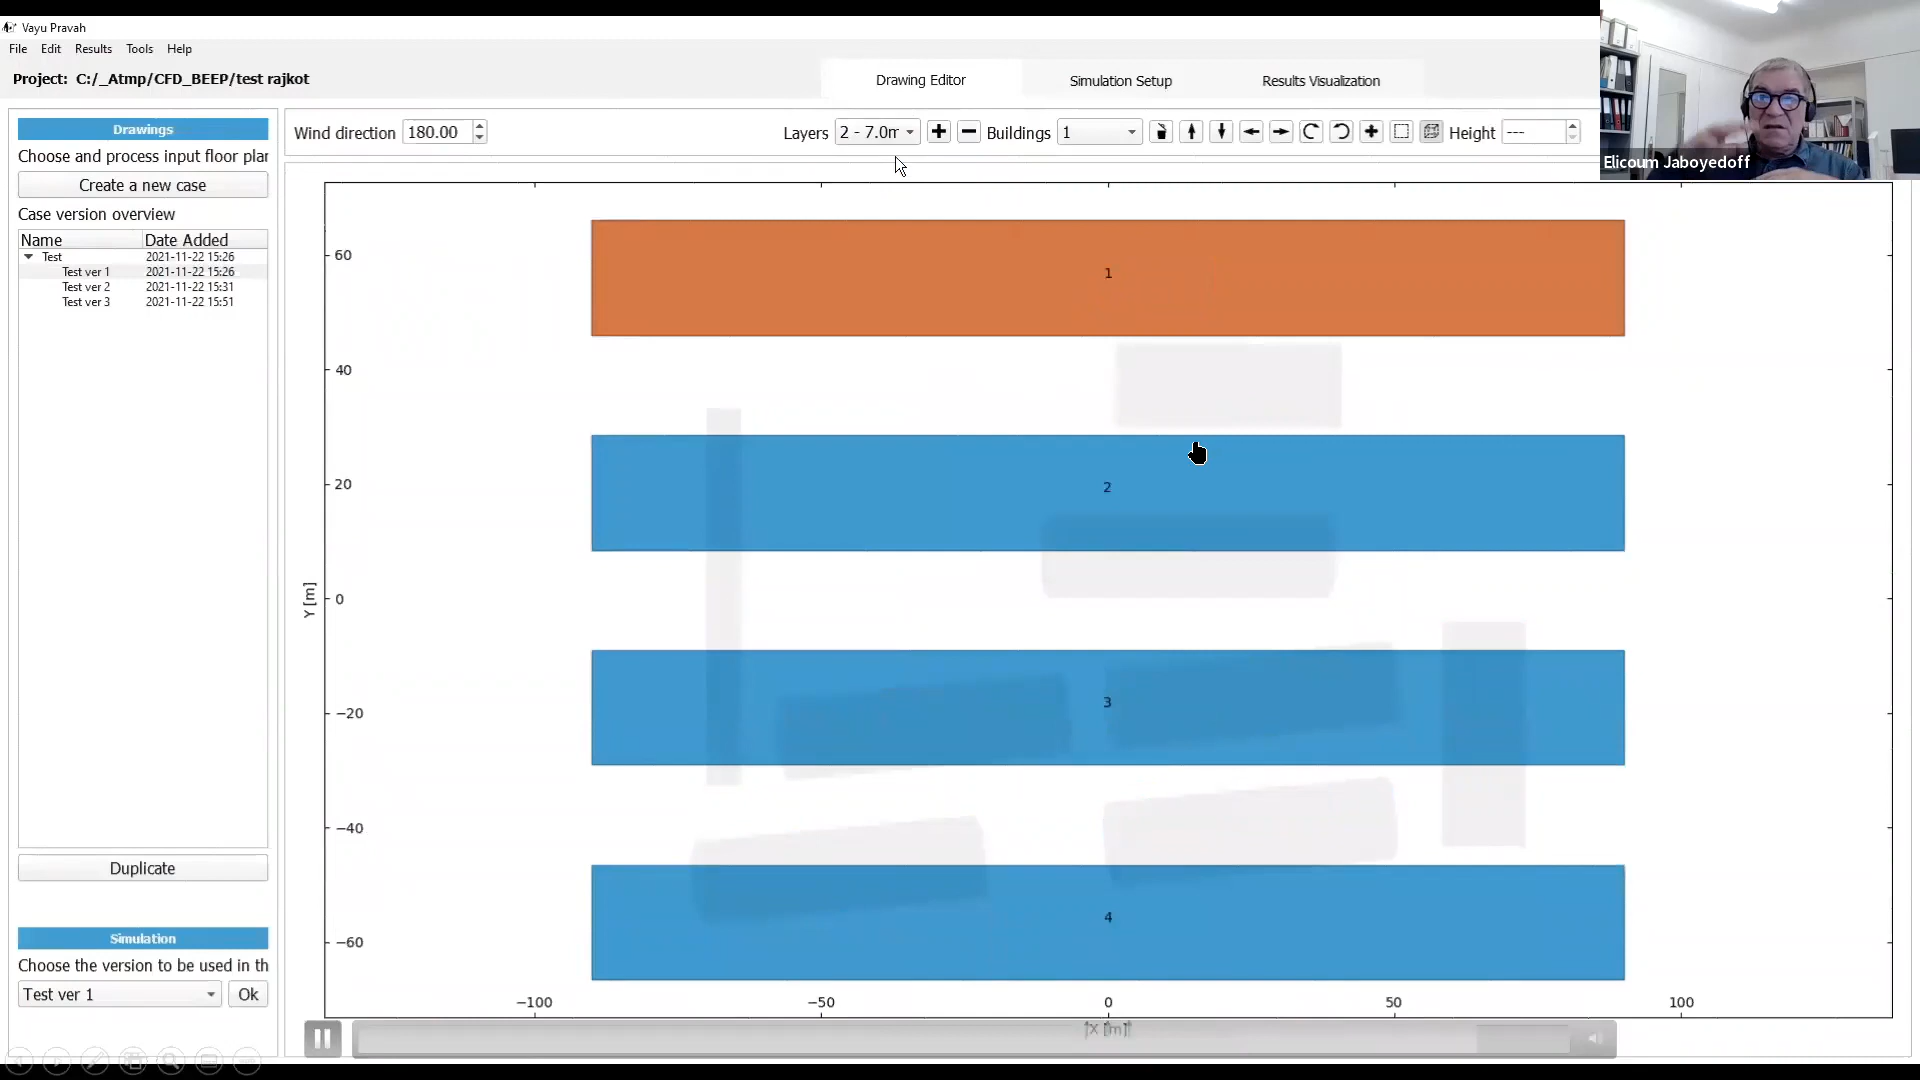 Vayu Pravah
File Edit Results Tools Help
Project: C:/_Atmp/CFD_BEEP/test rajkot
Drawing Editor Simulation Setup Results Visualization
Drawings
Wind direction 180.00 Layers 2 - 7.0m Buildings 1 Height ---
Elicoum Jaboyedoff
Choose and process input floor plar
Create a new case
Case version overview
Name Date Added
Test 2021-11-22 15:26
Test ver 1 2021-11-22 15:26
Test ver 2 2021-11-22 15:31
Test ver 3 2021-11-22 15:51
Duplicate
Simulation
Choose the version to be used in th
Test ver 1 Ok
60
40
20
0
−20
−40
−60
Y [m]
1
2
3
4
−100 −50 0 50 100
X [m]